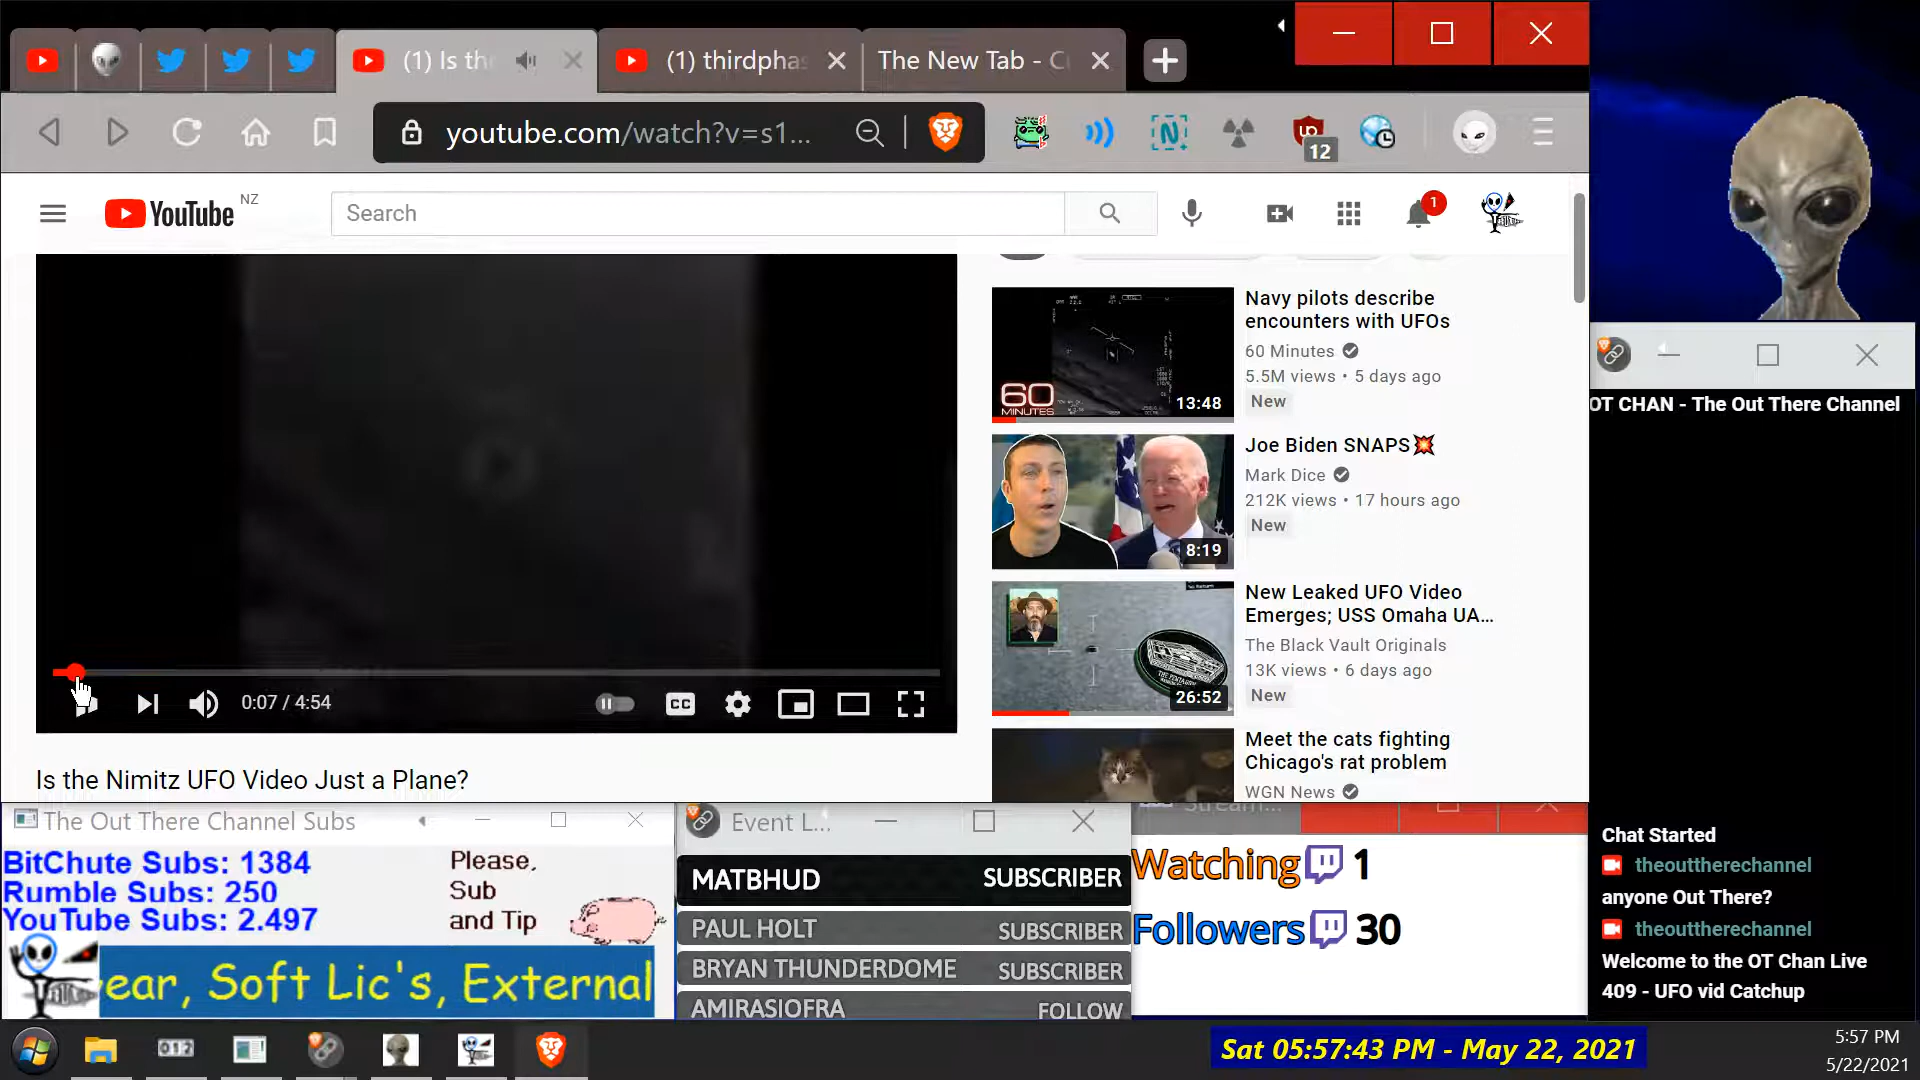 (1) Is the
(1) thirdphas
The New Tab - C
youtube.com/watch?v=s1...
12
YouTube NZ
Search
1
Navy pilots describe
encounters with UFOs
60 Minutes
5.5M views • 5 days ago
New
60
MINUTES
13:48
Joe Biden SNAPS💥
Mark Dice
212K views • 17 hours ago
New
8:19
New Leaked UFO Video
Emerges; USS Omaha UA...
The Black Vault Originals
13K views • 6 days ago
New
26:52
Meet the cats fighting
Chicago's rat problem
WGN News
0:07 / 4:54
CC
Is the Nimitz UFO Video Just a Plane?
OT CHAN - The Out There Channel
Chat Started
theouttherechannel
anyone Out There?
theouttherechannel
Welcome to the OT Chan Live
409 - UFO vid Catchup
The Out There Channel Subs
BitChute Subs: 1384
Rumble Subs: 250
YouTube Subs: 2.497
Please,
Sub
and Tip
ear, Soft Lic's, External
Event L...
MATBHUD SUBSCRIBER
PAUL HOLT SUBSCRIBER
BRYAN THUNDERDOME SUBSCRIBER
AMIRASIOFRA FOLLOW
Watching 1
Followers 30
012
Sat 05:57:43 PM - May 22, 2021
5:57 PM
5/22/2021